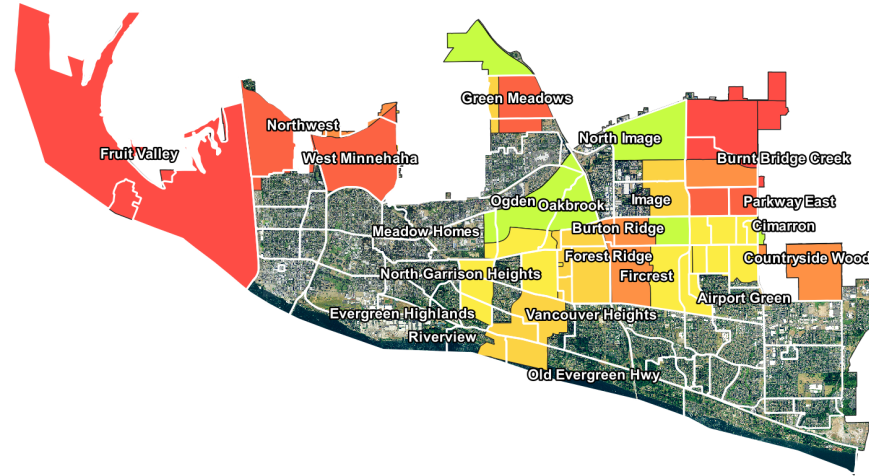 Green Meadows
Northwest
North Image
Fruit Valley
West Minnehaha
Burnt Bridge Creek
Ogden
Oakbrook
Image
Parkway East
Meadow Homes
Burton Ridge
Cimarron
Forest Ridge
Countryside Wood
North Garrison Heights
Fircrest
Airport Green
Evergreen Highlands
Vancouver Heights
Riverview
Old Evergreen Hwy